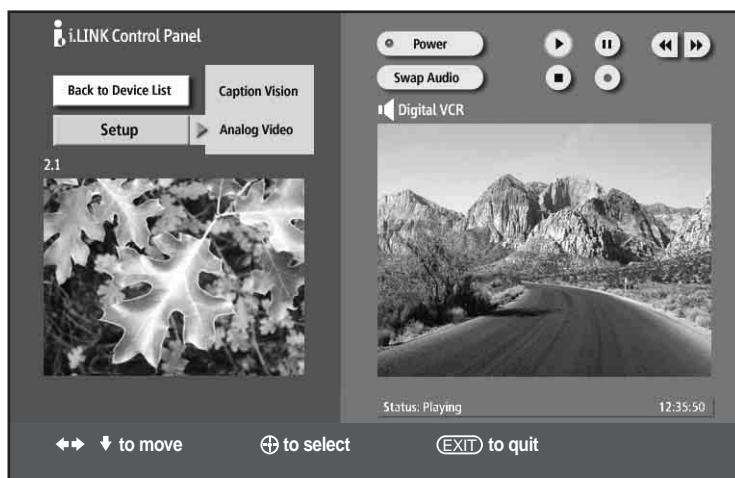 i.LINK Control Panel
Back to Device List
Caption Vision
Setup
Analog Video
2.1
Power
Swap Audio
Digital VCR
Status: Playing 12:35:50
to move to select EXIT to quit